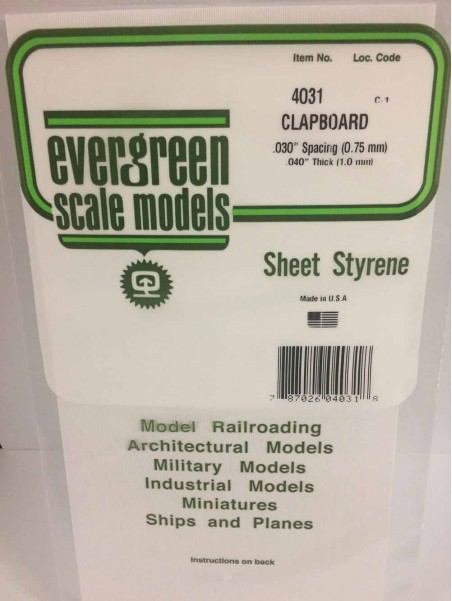 Item No. Loc. Code
4031 C-1
CLAPBOARD
.030" Spacing (0.75 mm)
.040" Thick (1.0 mm)
evergreen
scale models
Sheet Styrene
Made in U.S.A
7 87026 04031 8
Model Railroading
Architectural Models
Military Models
Industrial Models
Miniatures
Ships and Planes
Instructions on back